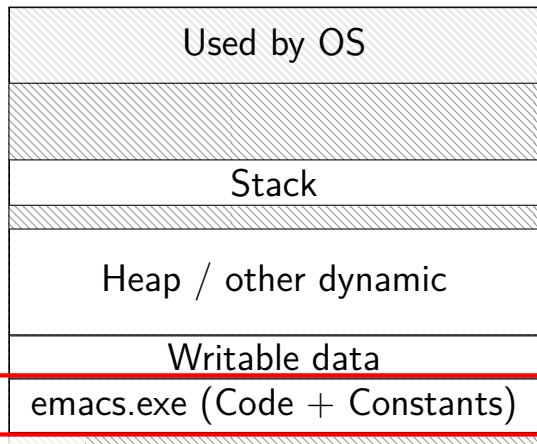 Used by OS
Stack
Heap / other dynamic
Writable data
emacs.exe (Code + Constants)